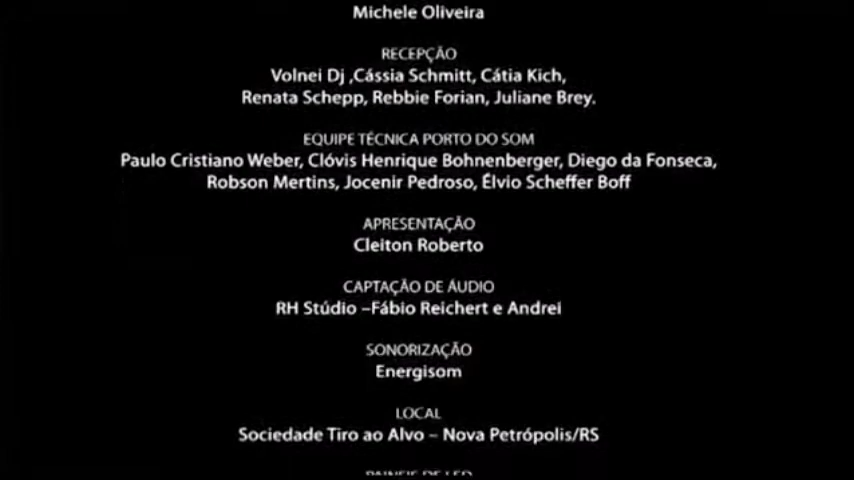 Michele Oliveira
RECEPÇÃO
Volnei Dj ,Cássia Schmitt, Cátia Kich,
Renata Schepp, Rebbie Forian, Juliane Brey.
EQUIPE TÉCNICA PORTO DO SOM
Paulo Cristiano Weber, Clóvis Henrique Bohnenberger, Diego da Fonseca,
Robson Mertins, Jocenir Pedroso, Élvio Scheffer Boff
APRESENTAÇÃO
Cleiton Roberto
CAPTAÇÃO DE ÁUDIO
RH Stúdio –Fábio Reichert e Andrei
SONORIZAÇÃO
Energisom
LOCAL
Sociedade Tiro ao Alvo – Nova Petrópolis/RS
PAINEIS DE LED